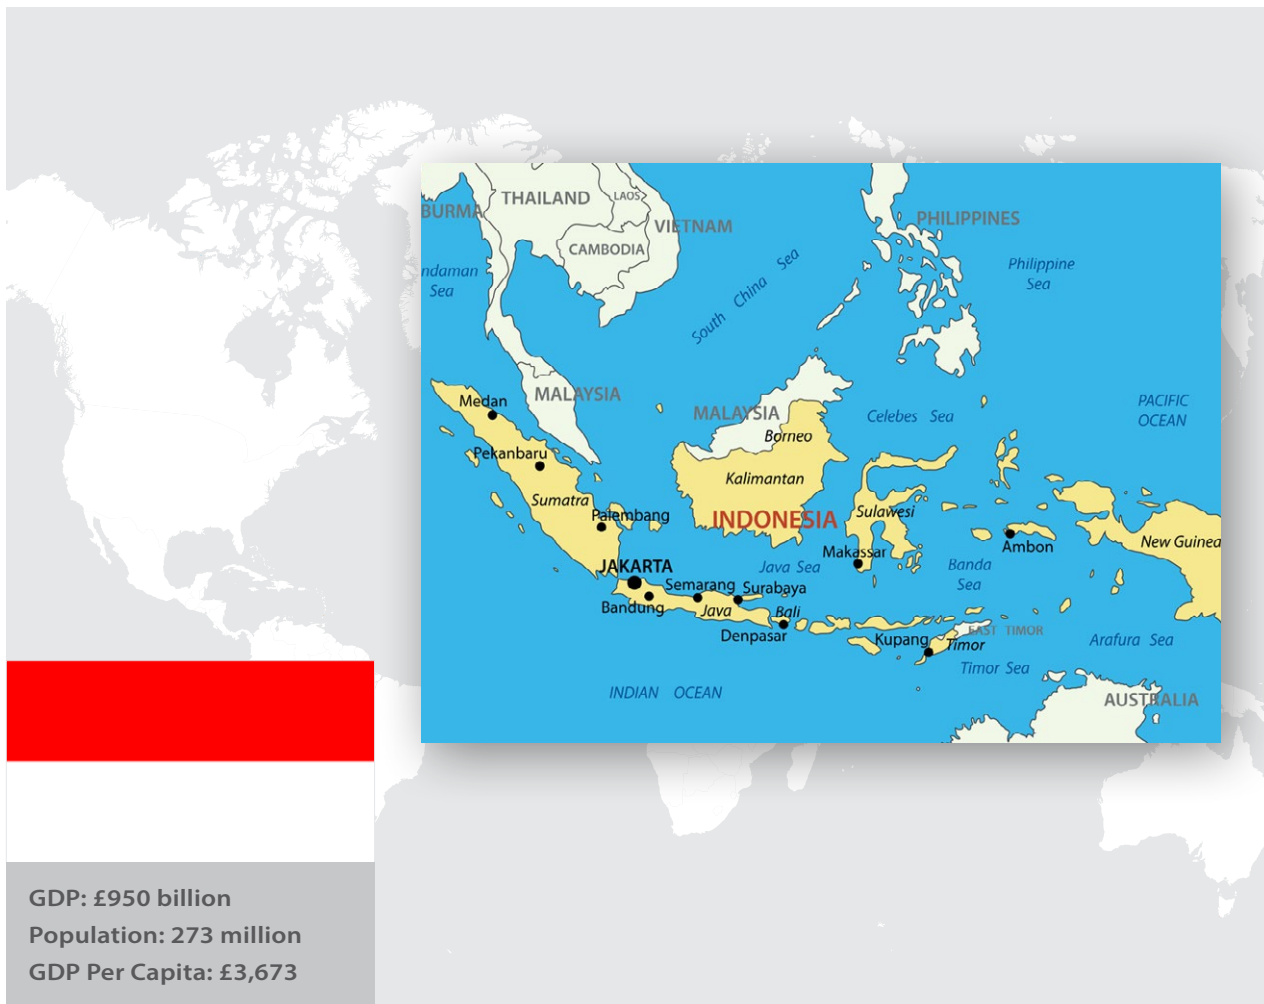 THAILAND
LAOS
BURMA
VIETNAM
PHILIPPINES
CAMBODIA
ndaman
Sea
South China Sea
Philippine
Sea
MALAYSIA
Medan
MALAYSIA
Celebes Sea
PACIFIC
OCEAN
Borneo
Pekanbaru
Kalimantan
Sumatra
Palembang
INDONESIA
Sulawesi
Ambon
New Guinea
Makassar
JAKARTA
Java Sea
Banda
Sea
Semarang
Surabaya
Bandung
Java
Bali
Denpasar
Kupang
EAST TIMOR
Timor
Arafura Sea
Timor Sea
INDIAN OCEAN
AUSTRALIA
GDP: £950 billion
Population: 273 million
GDP Per Capita: £3,673